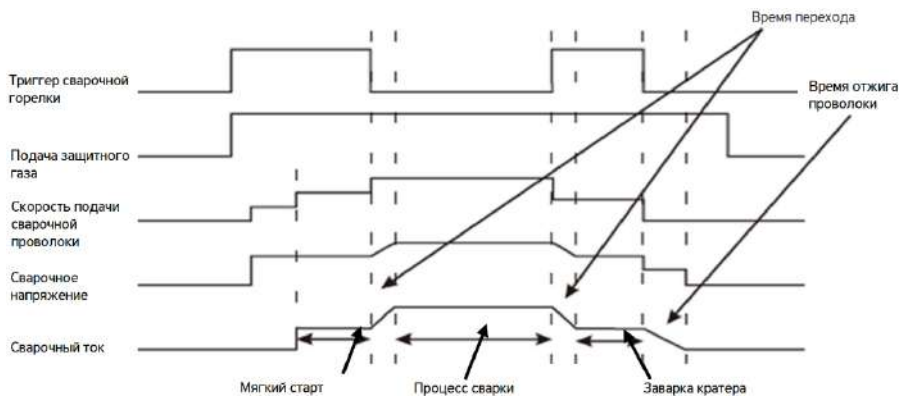 Время перехода
Триггер сварочной
горелки
Время отжига
проволоки
Подача защитного
газа
Скорость подачи
сварочной
проволоки
Сварочное
напряжение
Сварочный ток
Мягкий старт
Процесс сварки
Заварка кратера